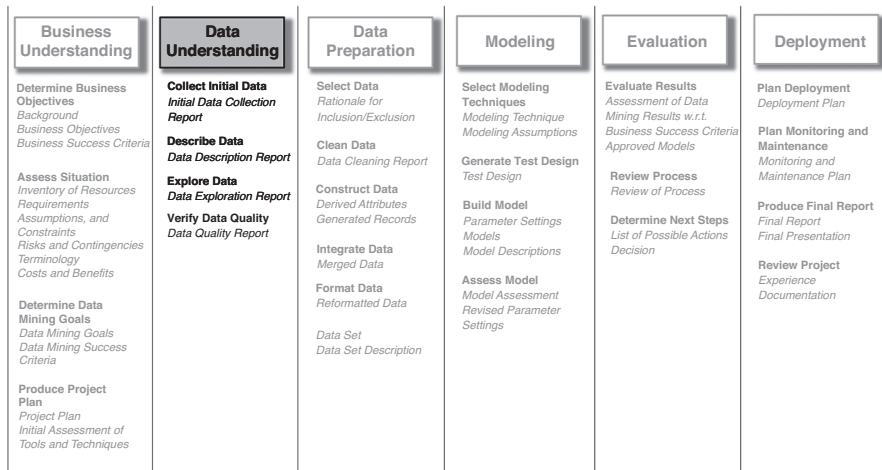 Business
Understanding
Data
Understanding
Data
Preparation
Modeling
Evaluation
Deployment
Determine Business
Objectives
Background
Business Objectives
Business Success Criteria
Assess Situation
Inventory of Resources
Requirements
Assumptions, and
Constraints
Risks and Contingencies
Terminology
Costs and Benefits
Determine Data
Mining Goals
Data Mining Goals
Data Mining Success
Criteria
Produce Project
Plan
Project Plan
Initial Assessment of
Tools and Techniques
Collect Initial Data
Initial Data Collection
Report
Describe Data
Data Description Report
Explore Data
Data Exploration Report
Verify Data Quality
Data Quality Report
Select Data
Rationale for
Inclusion/Exclusion
Clean Data
Data Cleaning Report
Construct Data
Derived Attributes
Generated Records
Integrate Data
Merged Data
Format Data
Reformatted Data
Data Set
Data Set Description
Select Modeling
Techniques
Modeling Technique
Modeling Assumptions
Generate Test Design
Test Design
Build Model
Parameter Settings
Models
Model Descriptions
Assess Model
Model Assessment
Revised Parameter
Settings
Evaluate Results
Assessment of Data
Mining Results w.r.t.
Business Success Criteria
Approved Models
Review Process
Review of Process
Determine Next Steps
List of Possible Actions
Decision
Plan Deployment
Deployment Plan
Plan Monitoring and
Maintenance
Monitoring and
Maintenance Plan
Produce Final Report
Final Report
Final Presentation
Review Project
Experience
Documentation